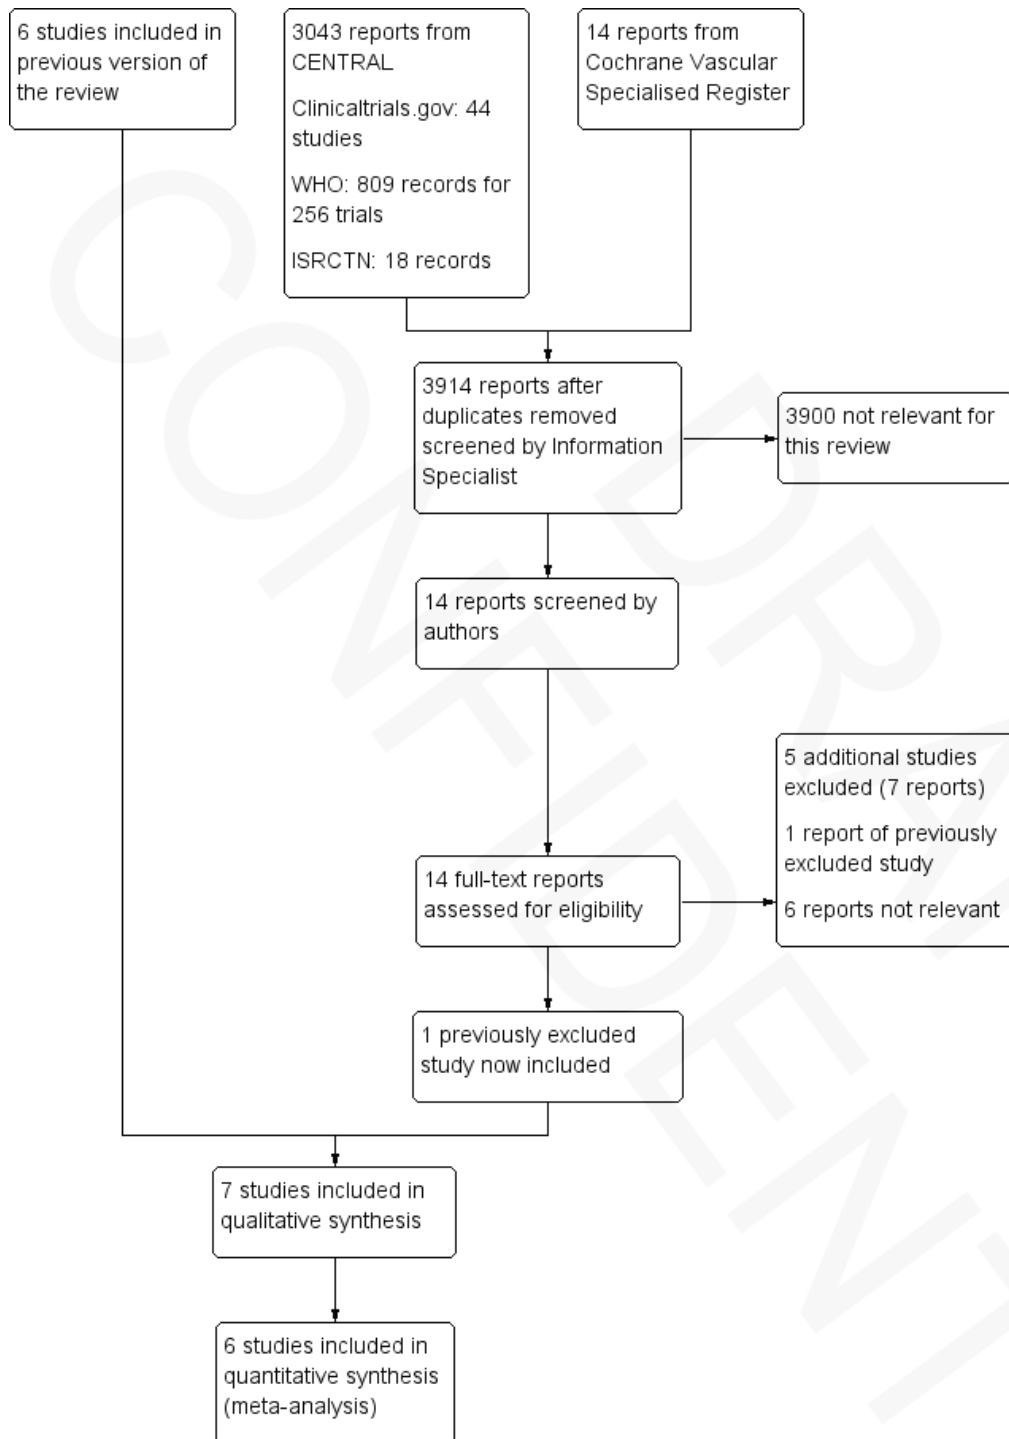 6 studies included in
previous version of
the review
3043 reports from
CENTRAL
Clinicaltrials.gov: 44
studies
WHO: 809 records for
256 trials
ISRCTN: 18 records
14 reports from
Cochrane Vascular
Specialised Register
3914 reports after
duplicates removed
screened by Information
Specialist
3900 not relevant for
this review
14 reports screened by
authors
5 additional studies
excluded (7 reports)
1 report of previously
excluded study
6 reports not relevant
14 full-text reports
assessed for eligibility
1 previously excluded
study now included
7 studies included in
qualitative synthesis
6 studies included in
quantitative synthesis
(meta-analysis)
DRA
CONFIDENT